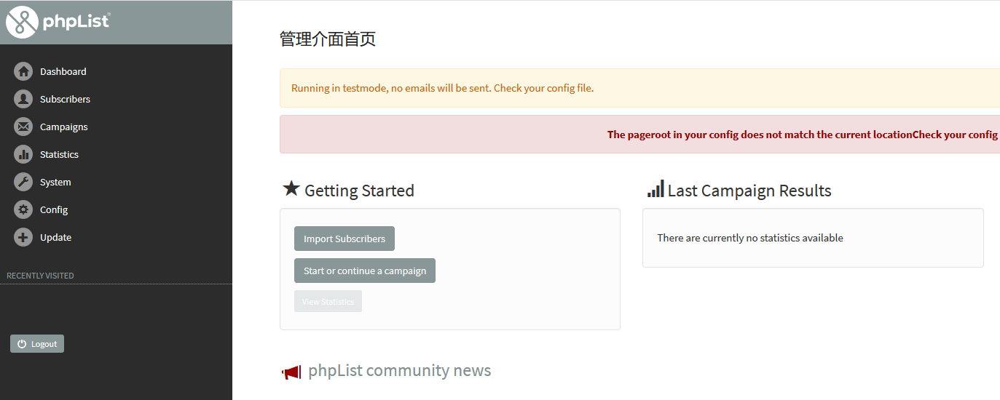 phpList®
Dashboard
Subscribers
Campaigns
Statistics
System
Config
Update
RECENTLY VISITED
Logout
管理介面首页
Running in testmode, no emails will be sent. Check your config file.
The pageroot in your config does not match the current locationCheck your config
Getting Started
Import Subscribers
Start or continue a campaign
View Statistics
Last Campaign Results
There are currently no statistics available
phpList community news